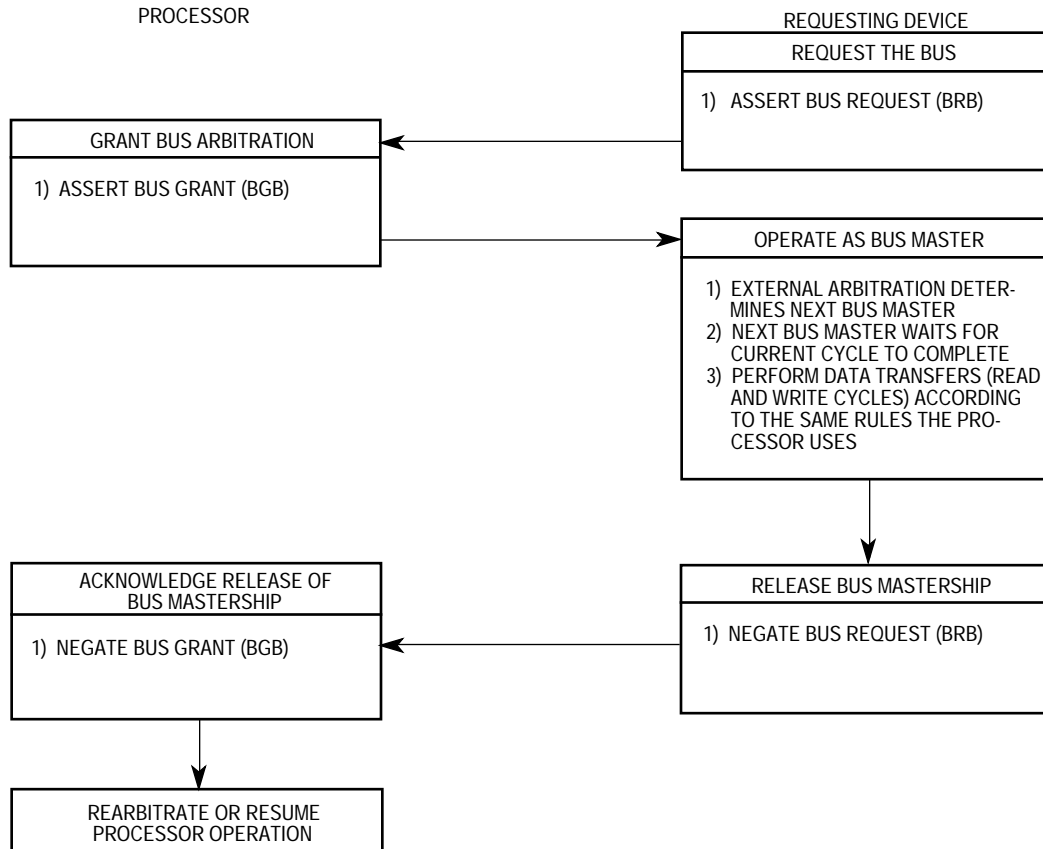 PROCESSOR
REQUESTING DEVICE
REQUEST THE BUS
1) ASSERT BUS REQUEST (BRB)
GRANT BUS ARBITRATION
1) ASSERT BUS GRANT (BGB)
OPERATE AS BUS MASTER
1) EXTERNAL ARBITRATION DETER-
MINES NEXT BUS MASTER
2) NEXT BUS MASTER WAITS FOR
CURRENT CYCLE TO COMPLETE
3) PERFORM DATA TRANSFERS (READ
AND WRITE CYCLES) ACCORDING
TO THE SAME RULES THE PRO-
CESSOR USES
RELEASE BUS MASTERSHIP
1) NEGATE BUS REQUEST (BRB)
ACKNOWLEDGE RELEASE OF
BUS MASTERSHIP
1) NEGATE BUS GRANT (BGB)
REARBITRATE OR RESUME
PROCESSOR OPERATION